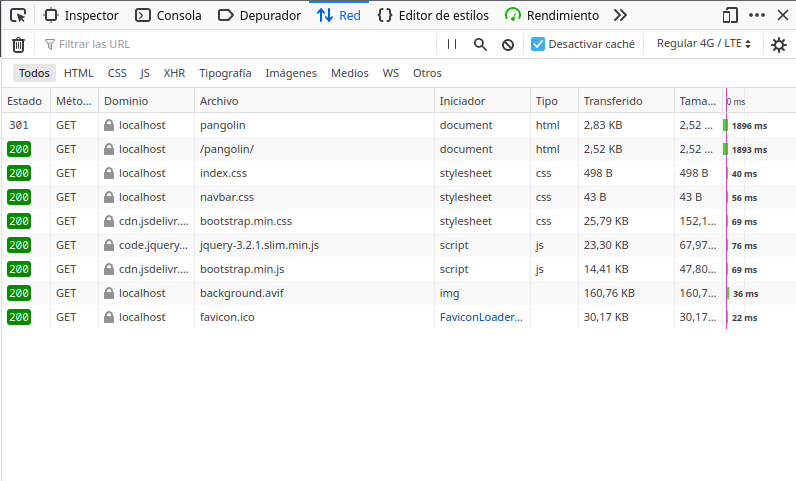 Inspector Consola Depurador Red Editor de estilos Rendimiento
Filtrar las URL Desactivar caché Regular 4G / LTE
Todos HTML CSS JS XHR Tipografía Imágenes Medios WS Otros
Estado Méto... Dominio Archivo Iniciador Tipo Transferido Tama... 0 ms
301 GET localhost pangolin document html 2,83 KB 2,52 ... 1896 ms
200 GET localhost /pangolin/ document html 2,52 KB 2,52 ... 1893 ms
200 GET localhost index.css stylesheet css 498 B 498 B 40 ms
200 GET localhost navbar.css stylesheet css 43 B 43 B 56 ms
200 GET cdn.jsdelivr.... bootstrap.min.css stylesheet css 25,79 KB 152,1... 69 ms
200 GET code.jquery... jquery-3.2.1.slim.min.js script js 23,30 KB 67,97... 76 ms
200 GET cdn.jsdelivr.... bootstrap.min.js script js 14,41 KB 47,80... 69 ms
200 GET localhost background.avif img 160,76 KB 160,7... 36 ms
200 GET localhost favicon.ico FaviconLoader... 30,17 KB 30,17... 22 ms